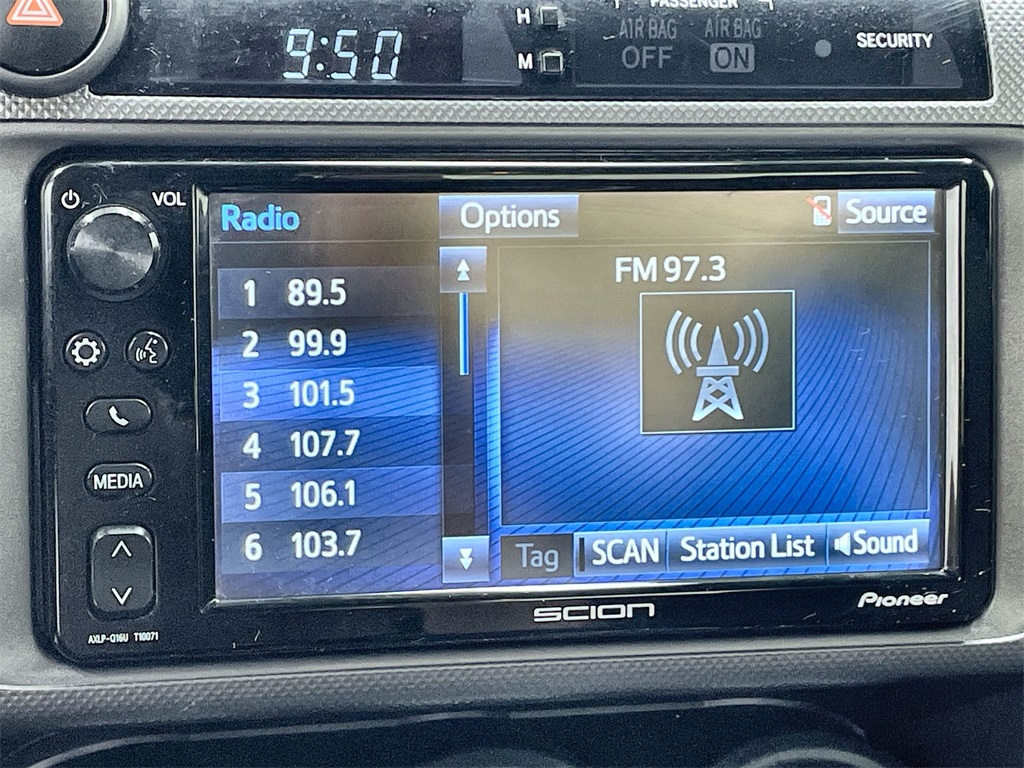 PASSENGER
H
AIR BAG AIR BAG
9:50
OFF ON
SECURITY
M
VOL
Radio
Options
Source
FM 97.3
1 89.5
2 99.9
3 101.5
4 107.7
5 106.1
6 103.7
MEDIA
Tag
SCAN
Station List
Sound
SCION
Pioneer
AXLP-Q16U T10071